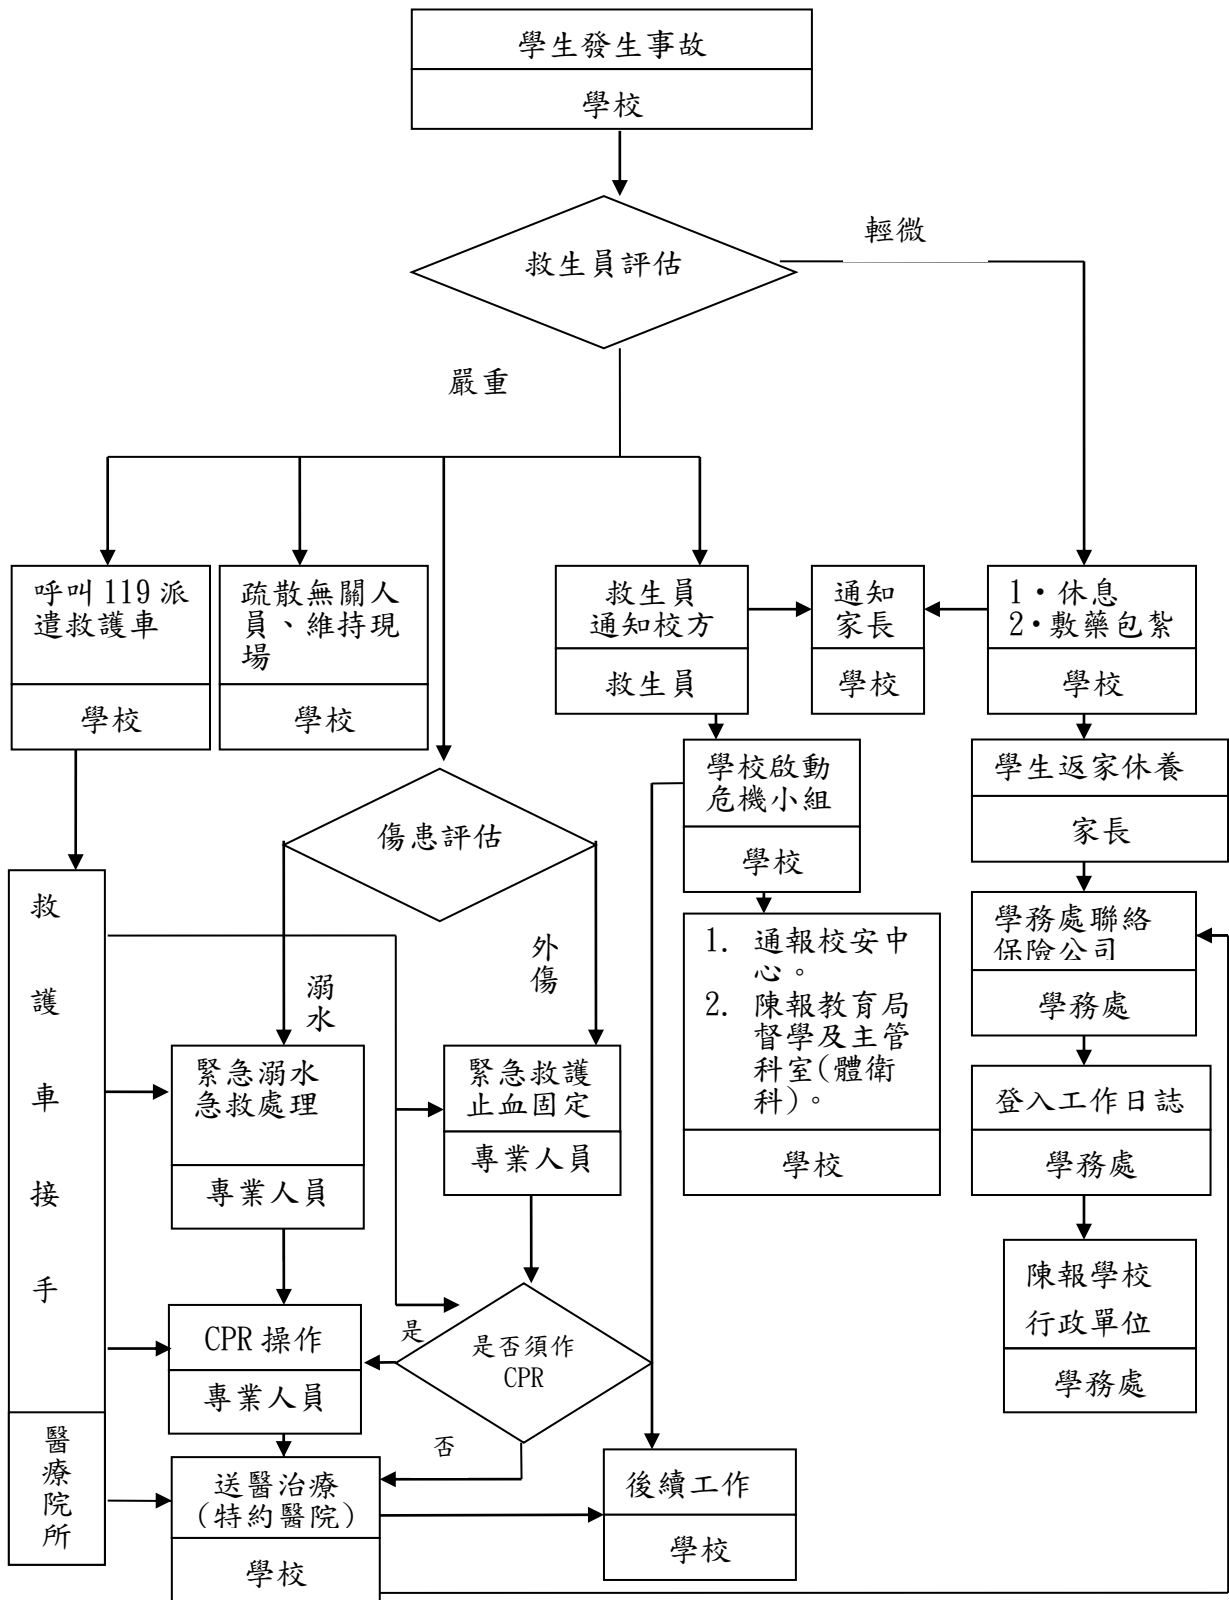 學生發生事故
學校
救生員評估
輕微
嚴重
呼叫119派
遣救護車
學校
疏散無關人
員、維持現
場
學校
救生員
通知校方
救生員
通知
家長
學校
1‧休息
2‧敷藥包紮
學校
學校啟動
危機小組
學校
學生返家休養
家長
傷患評估
溺
水
外
傷
救
護
車
接
手
1. 通報校安中
心。
2. 陳報教育局
督學及主管
科室(體衛
科)。
學校
學務處聯絡
保險公司
學務處
緊急溺水
急救處理
專業人員
緊急救護
止血固定
專業人員
登入工作日誌
學務處
CPR操作
專業人員
是
是否須作
CPR
否
陳報學校
行政單位
學務處
醫
療
院
所
送醫治療
(特約醫院)
學校
後續工作
學校